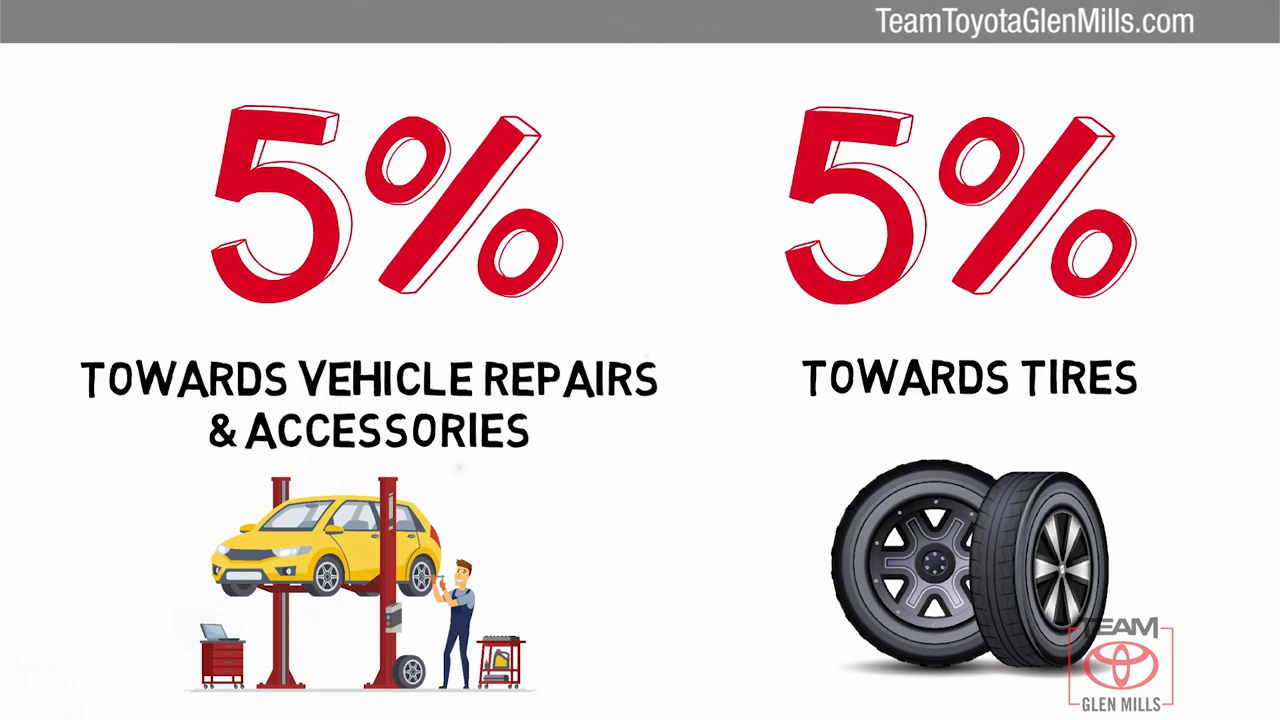 TeamToyotaGlenMills.com
5%
TOWARDS VEHICLE REPAIRS
& ACCESSORIES
5%
TOWARDS TIRES
TEAM
GLEN MILLS